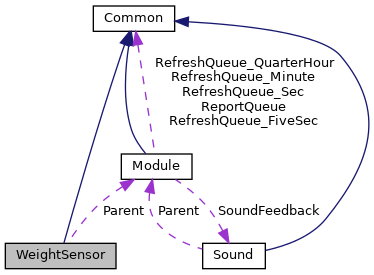 Common
RefreshQueue_QuarterHour
RefreshQueue_Minute
RefreshQueue_Sec
ReportQueue
RefreshQueue_FiveSec
Module
Parent
Parent
SoundFeedback
WeightSensor
Sound